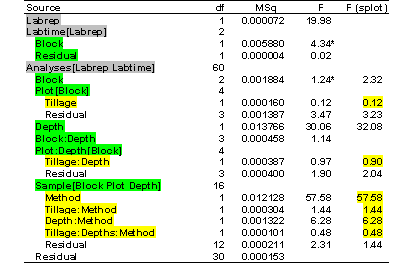 Source df MSq F F (splot)
Labrep 1 0.000072 19.98
Labtime[Labrep] 2
Block 1 0.005880 4.34*
Residual 1 0.000004 0.02
Analyses[Labrep Labtime] 60
Block 2 0.001884 1.24* 2.32
Plot[Block] 4
Tillage 1 0.000160 0.12 0.12
Residual 3 0.001387 3.47 3.23
Depth 1 0.013766 30.06 32.08
Block:Depth 3 0.000458 1.14
Plot:Depth[Block] 4
Tillage:Depth 1 0.000387 0.97 0.90
Residual 3 0.000400 1.90 2.04
Sample[Block Plot Depth] 16
Method 1 0.012128 57.58 57.58
Tillage:Method 1 0.000304 1.44 1.44
Depth:Method 1 0.001322 6.28 6.28
Tillage:Depths:Method 1 0.000101 0.48 0.48
Residual 12 0.000211 2.31 1.44
Residual 30 0.000153